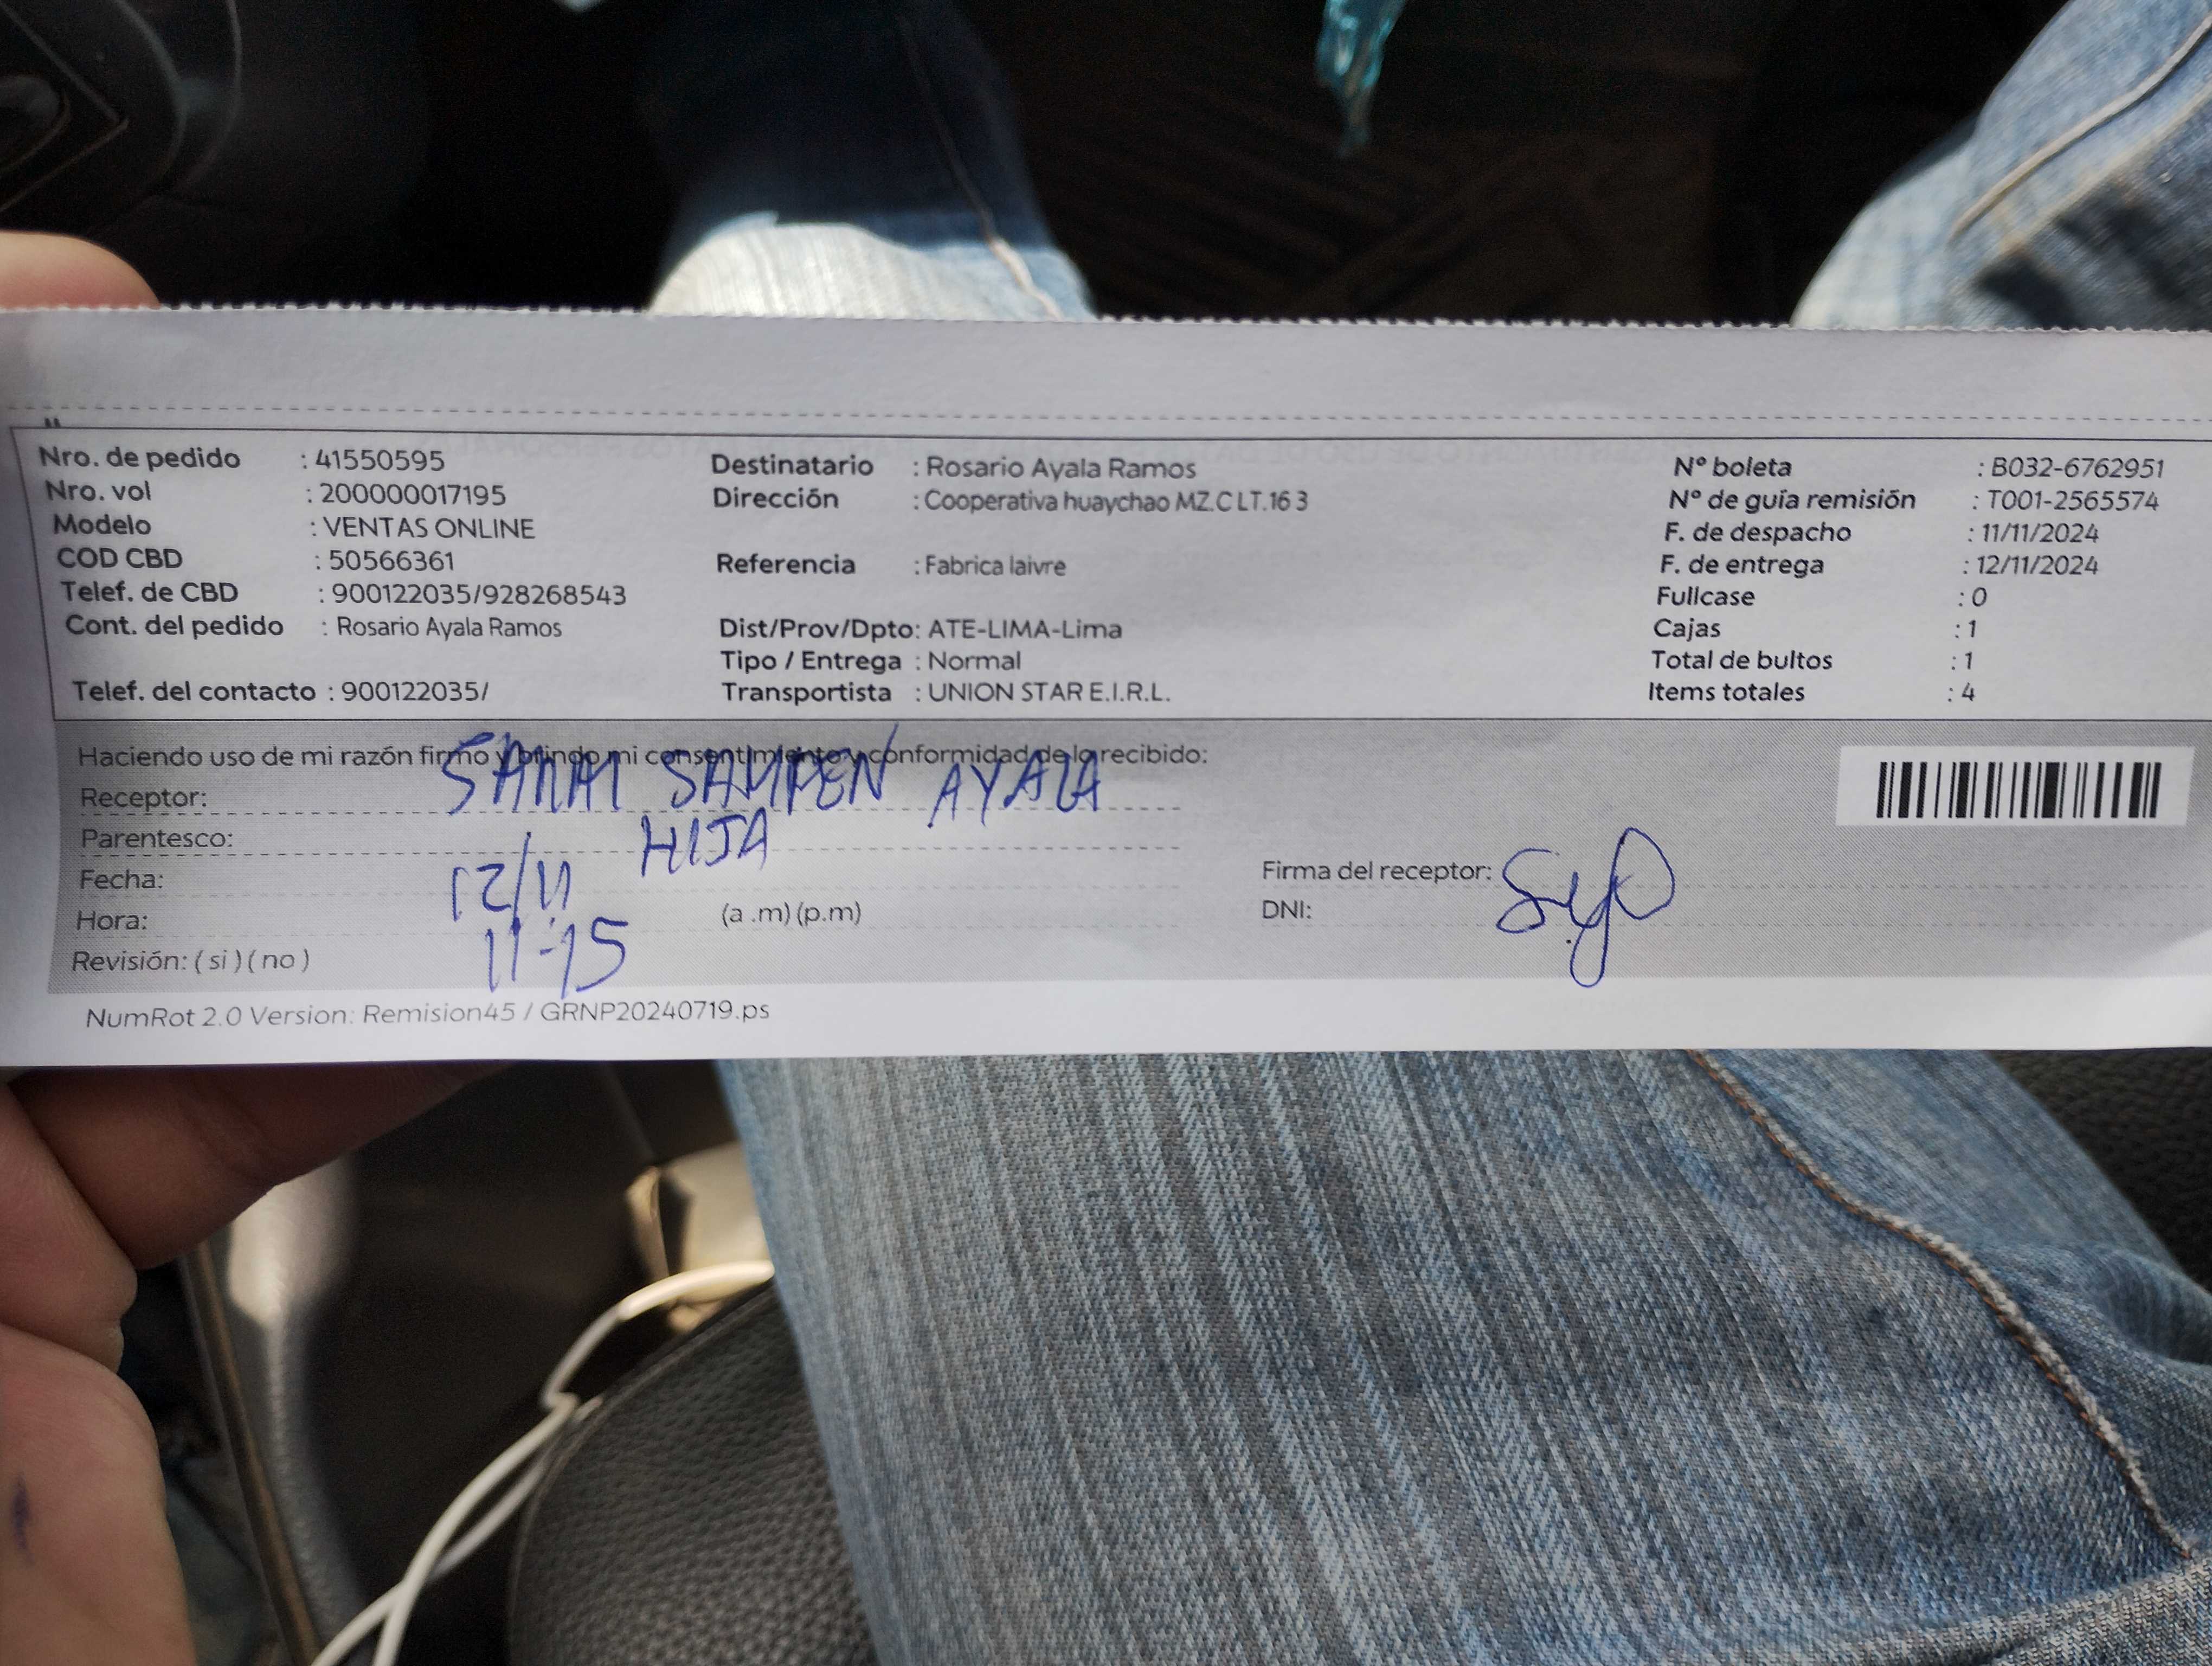 Nro. de pedido : 41550595
Nro. vol : 200000017195
Modelo : VENTAS ONLINE
COD CBD : 50566361
Telef. de CBD : 900122035/928268543
Cont. del pedido : Rosario Ayala Ramos
Telef. del contacto : 900122035/
Destinatario : Rosario Ayala Ramos
Dirección : Cooperativa huaychao MZ.C LT.16 3
Referencia : Fabrica laivre
Dist/Prov/Dpto: ATE-LIMA-Lima
Tipo / Entrega : Normal
Transportista : UNION STAR E.I.R.L.
Nº boleta : B032-6762951
Nº de guía remisión : T001-2565574
F. de despacho : 11/11/2024
F. de entrega : 12/11/2024
Fullcase : 0
Cajas : 1
Total de bultos : 1
Items totales : 4
Haciendo uso de mi razón firmo y brindo mi consentimiento y conformidad de lo recibido:
Receptor: AYALA
Parentesco: HIJA
Fecha: 12/11
Hora: 11:15 (a .m) (p.m)
Revisión: ( si ) ( no )
Firma del receptor:
DNI:
NumRot 2.0 Version: Remision45 / GRNP20240719.ps